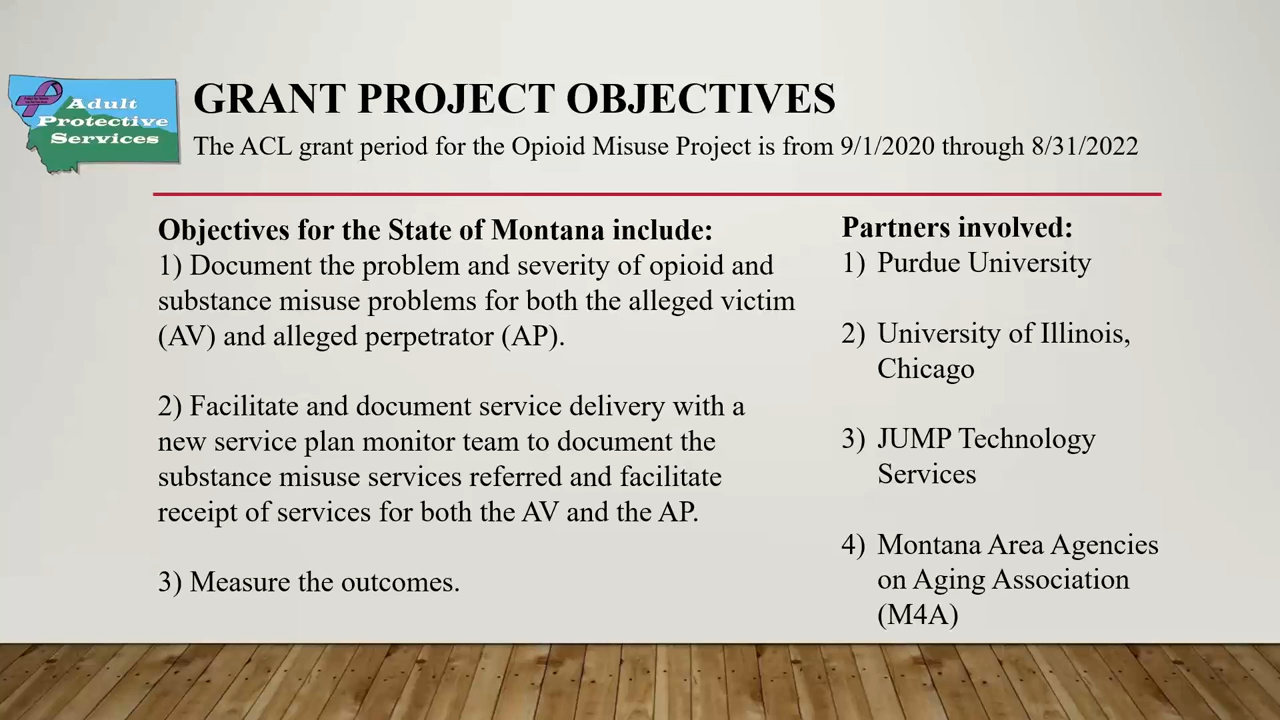 Adult
Protective
Services
GRANT PROJECT OBJECTIVES
The ACL grant period for the Opioid Misuse Project is from 9/1/2020 through 8/31/2022
Objectives for the State of Montana include:
1) Document the problem and severity of opioid and
substance misuse problems for both the alleged victim
(AV) and alleged perpetrator (AP).
2) Facilitate and document service delivery with a
new service plan monitor team to document the
substance misuse services referred and facilitate
receipt of services for both the AV and the AP.
3) Measure the outcomes.
Partners involved:
1) Purdue University
2) University of Illinois,
Chicago
3) JUMP Technology
Services
4) Montana Area Agencies
on Aging Association
(M4A)